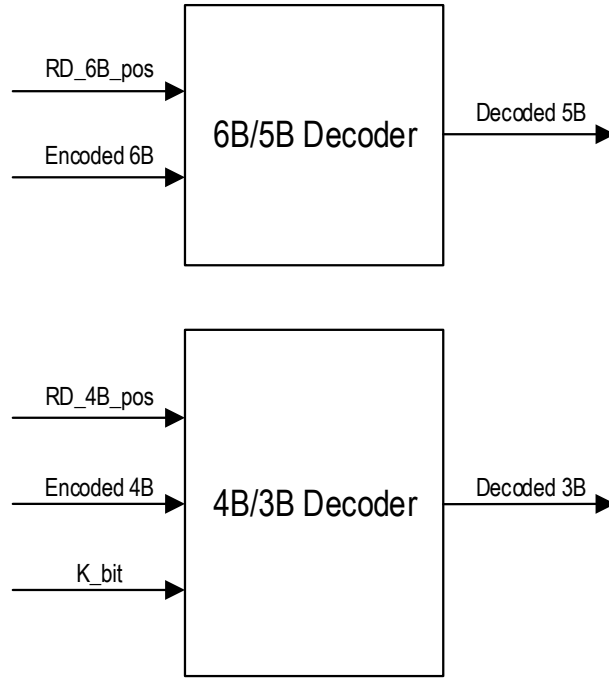 RD_6B_pos
Encoded 6B
6B/5B Decoder
Decoded 5B
RD_4B_pos
Encoded 4B
K_bit
4B/3B Decoder
Decoded 3B